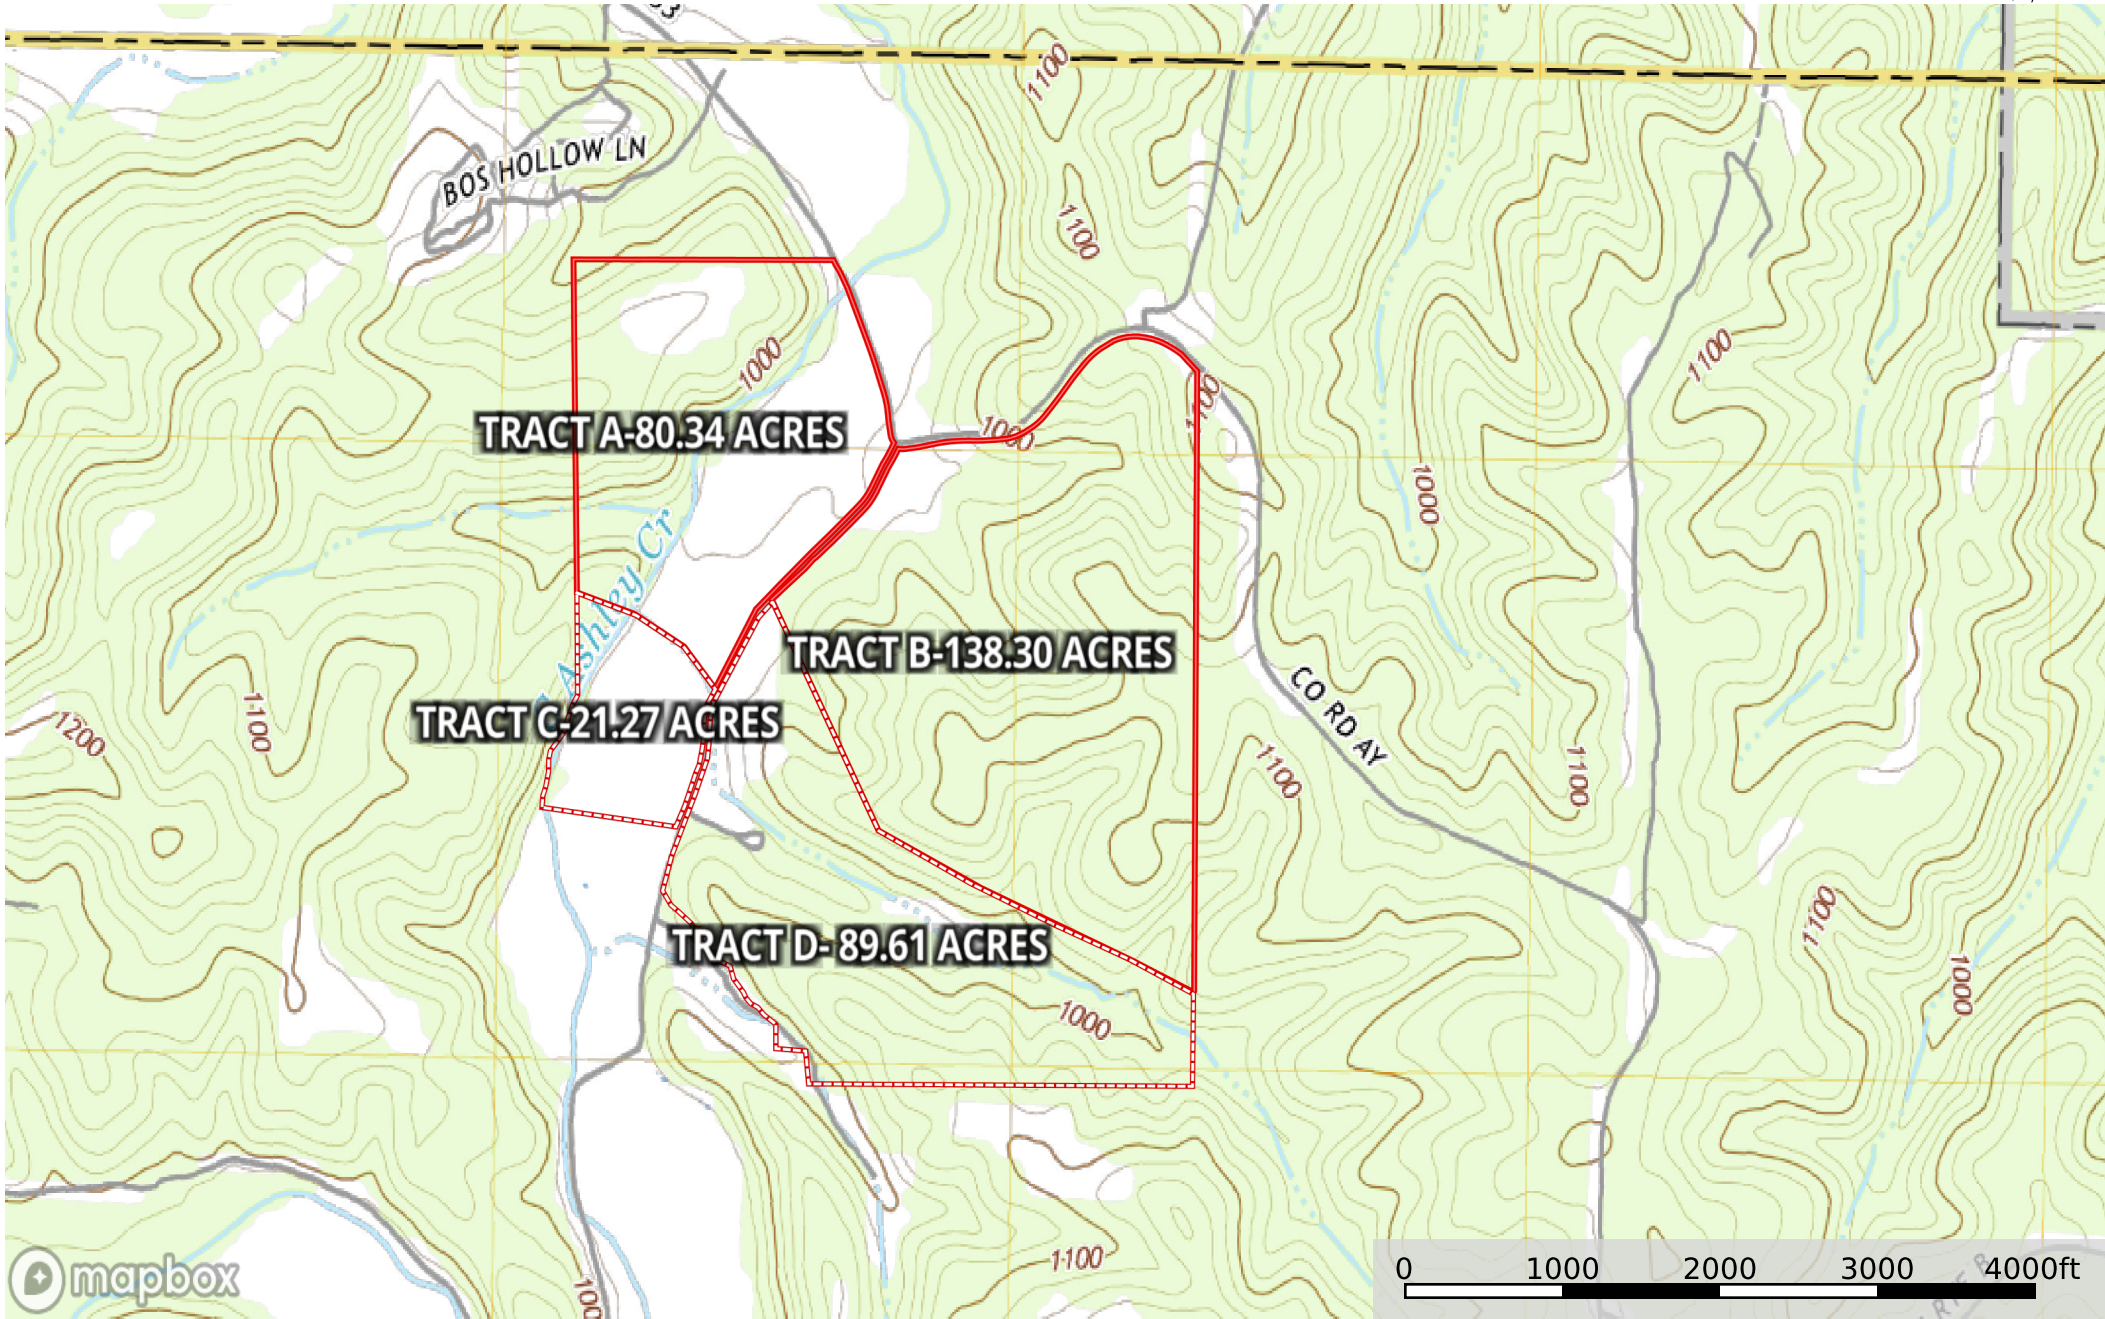 1100
BOS HOLLOW LN
1100
1000
1100
1100
TRACT A-80.34 ACRES
1000
1000
Ashley Cr
TRACT B-138.30 ACRES
CO RD AY
1200
1100
TRACT C-21.27 ACRES
1100
1100
1100
TRACT D- 89.61 ACRES
1000
1000
1100
mapbox
0 1000 2000 3000 4000ft